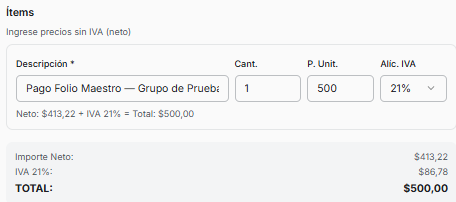 Ítems
Ingrese precios sin IVA (neto)
Descripción * Cant. P. Unit. Alíc. IVA
Pago Folio Maestro — Grupo de Prueba 1 500 21%
Neto: $413,22 + IVA 21% = Total: $500,00
Importe Neto: $413,22
IVA 21%: $86,78
TOTAL: $500,00